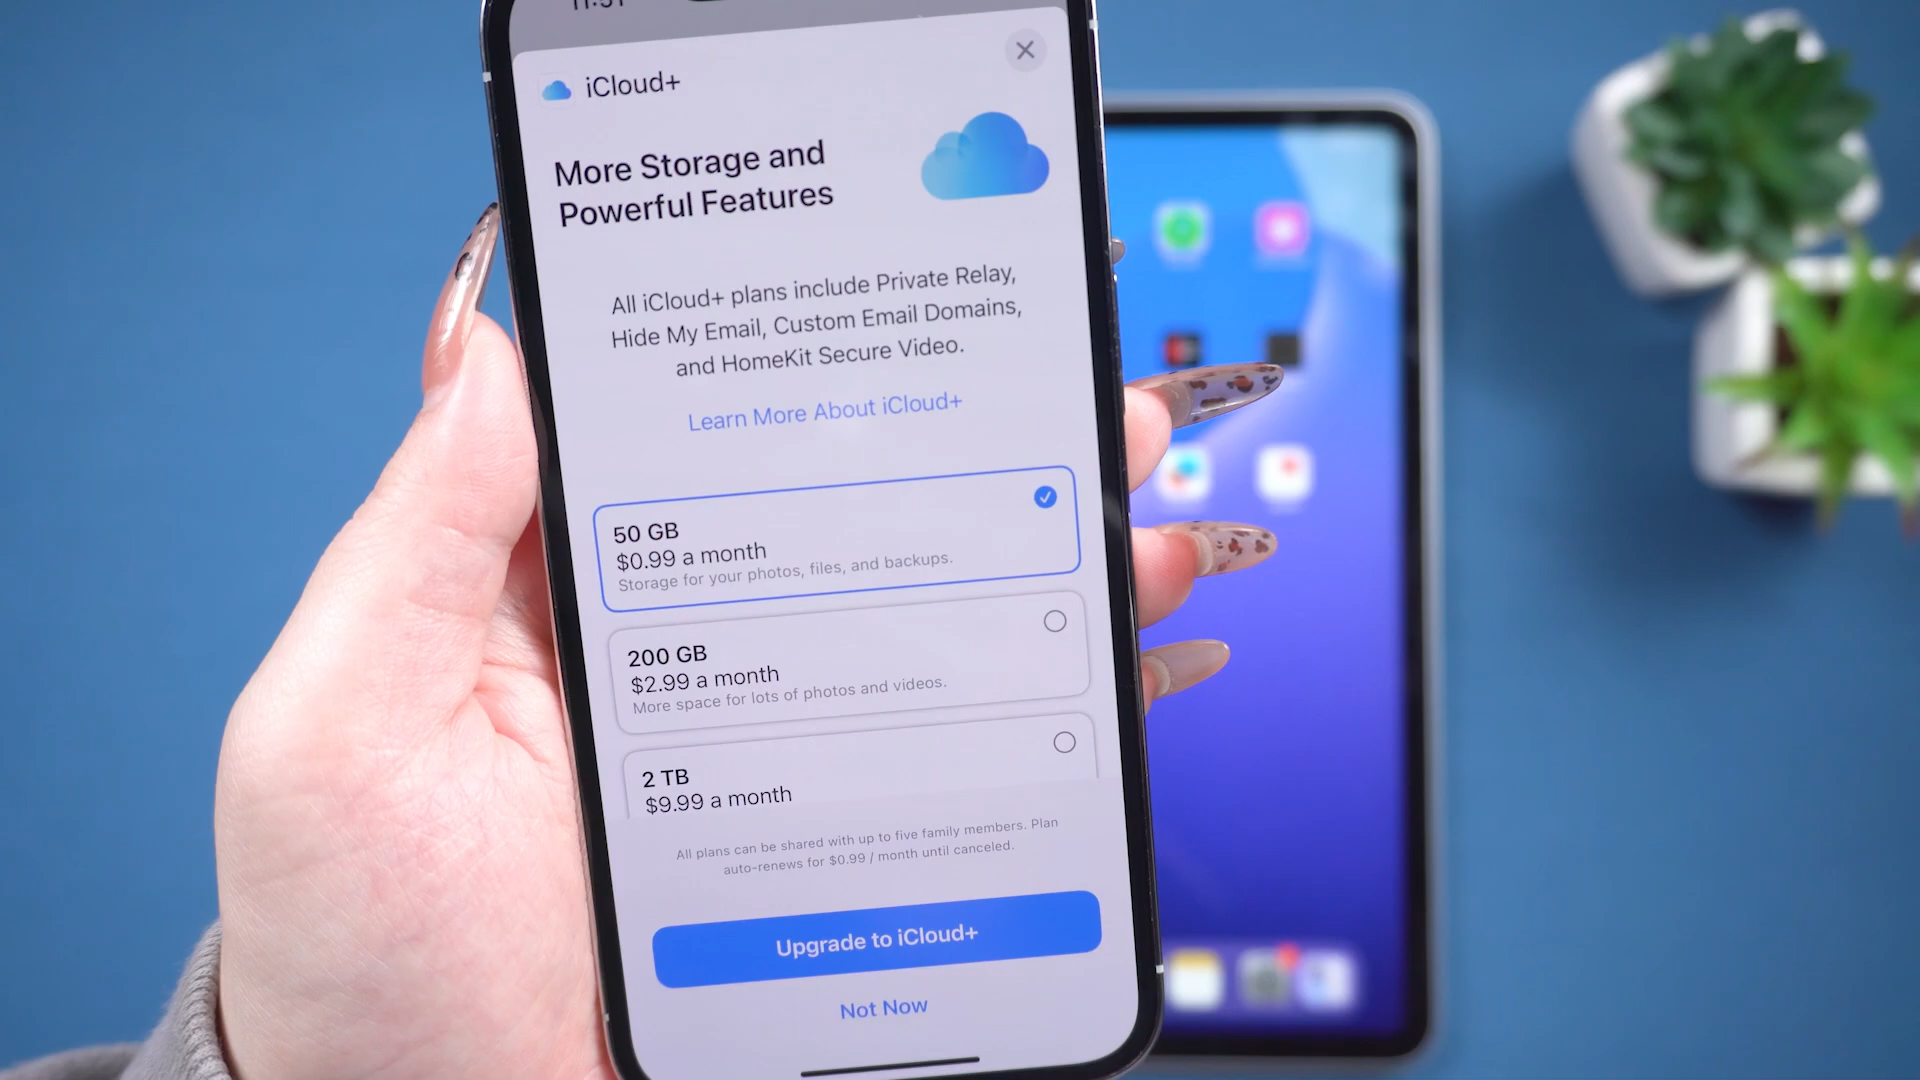 iCloud+
More Storage and
Powerful Features
All iCloud+ plans include Private Relay,
Hide My Email, Custom Email Domains,
and HomeKit Secure Video.
Learn More About iCloud+
50 GB
$0.99 a month
Storage for your photos, files, and backups.
200 GB
$2.99 a month
More space for lots of photos and videos.
2 TB
$9.99 a month
All plans can be shared with up to five family members. Plan
auto-renews for $0.99 / month until canceled.
Upgrade to iCloud+
Not Now